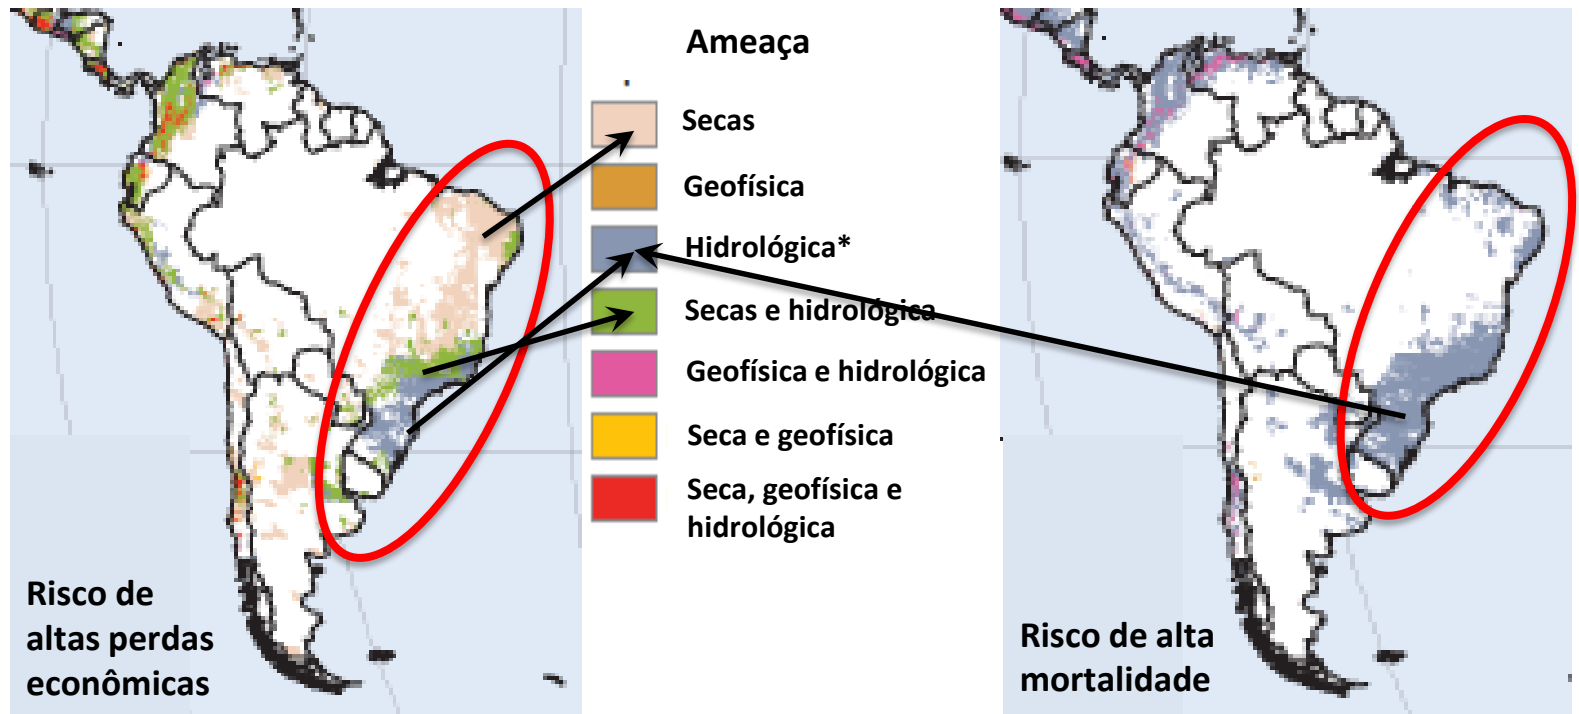 Ameaça
Secas
Geofísica
Hidrológica*
Secas e hidrológica
Geofísica e hidrológica
Seca e geofísica
Seca, geofísica e
hidrológica
Risco de
altas perdas
econômicas
Risco de alta
mortalidade